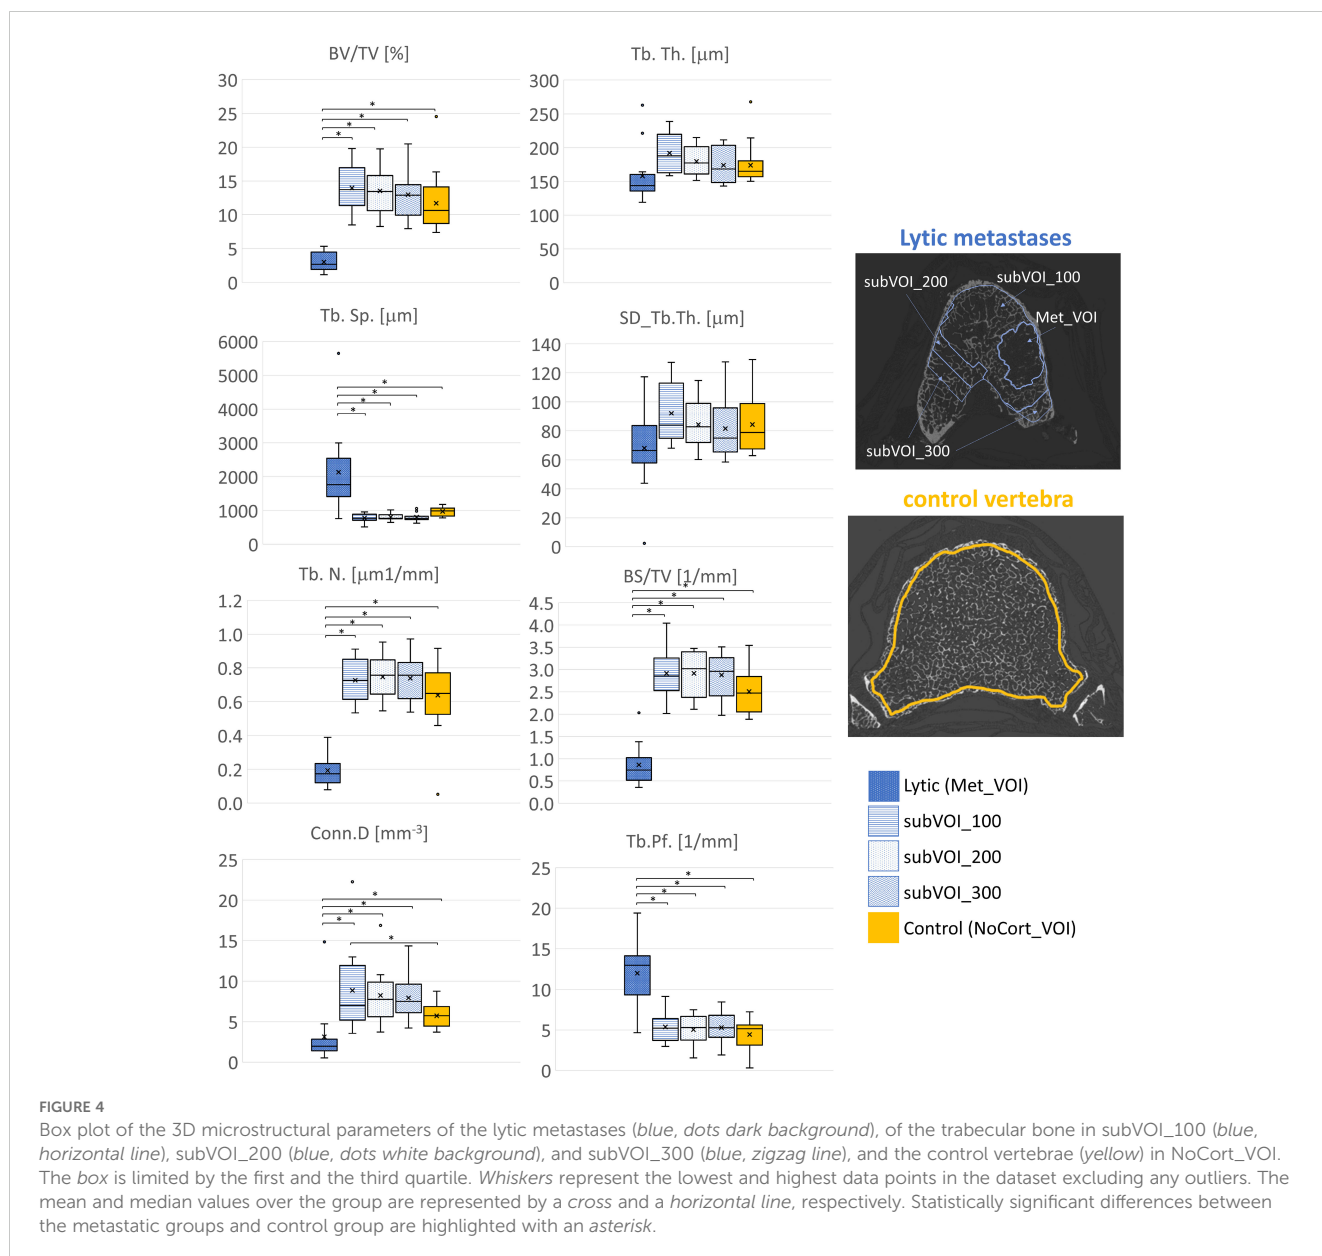 BV/TV [%]
30
25
20
15
10
5
0
* * * *
Tb. Th. [μm]
300
250
200
150
100
50
0
Tb. Sp. [μm]
6000
5000
4000
3000
2000
1000
0
* * * *
SD_Tb.Th. [μm]
140
120
100
80
60
40
20
0
Tb. N. [μm1/mm]
1.2
1.0
0.8
0.6
0.4
0.2
0.0
* * * *
BS/TV [1/mm]
4.5
4.0
3.5
3.0
2.5
2.0
1.5
1.0
0.5
0.0
* * * *
Conn.D [mm-3]
25
20
15
10
5
0
* * * * *
Tb.Pf. [1/mm]
25
20
15
10
5
0
* * * *
Lytic metastases
subVOI_200
subVOI_100
Met_VOI
subVOI_300
control vertebra
Lytic (Met_VOI)
subVOI_100
subVOI_200
subVOI_300
Control (NoCort_VOI)
FIGURE 4
Box plot of the 3D microstructural parameters of the lytic metastases (blue, dots dark background), of the trabecular bone in subVOI_100 (blue,
horizontal line), subVOI_200 (blue, dots white background), and subVOI_300 (blue, zigzag line), and the control vertebrae (yellow) in NoCort_VOI.
The box is limited by the first and the third quartile. Whiskers represent the lowest and highest data points in the dataset excluding any outliers. The
mean and median values over the group are represented by a cross and a horizontal line, respectively. Statistically significant differences between
the metastatic groups and control group are highlighted with an asterisk.